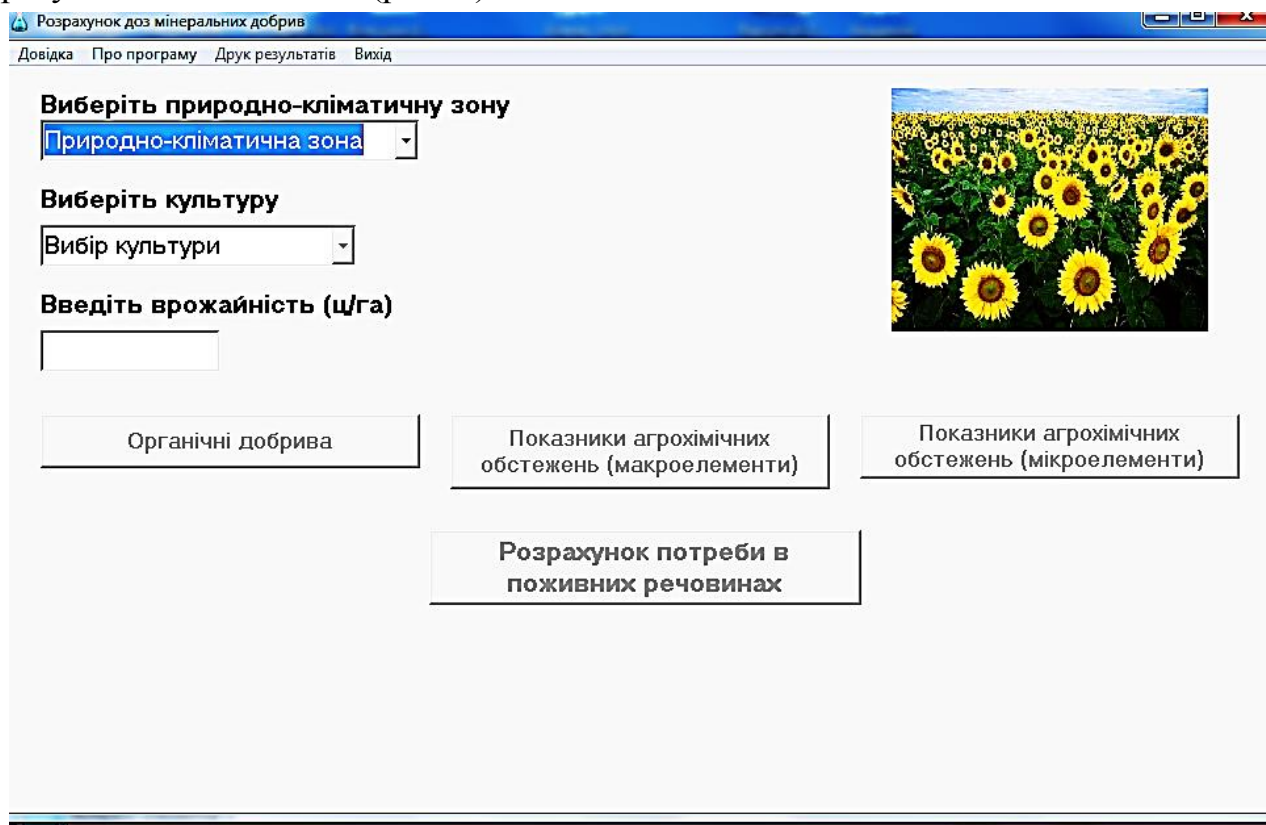 Розрахунок доз мінеральних добрив
Довідка Про програму Друк результатів Вихід
Виберіть природно-кліматичну зону
Природно-кліматична зона
Виберіть культуру
Вибір культури
Введіть врожайність (ц/га)
Органічні добрива
Показники агрохімічних
обстежень (макроелементи)
Показники агрохімічних
обстежень (мікроелементи)
Розрахунок потреби в
поживних речовинах